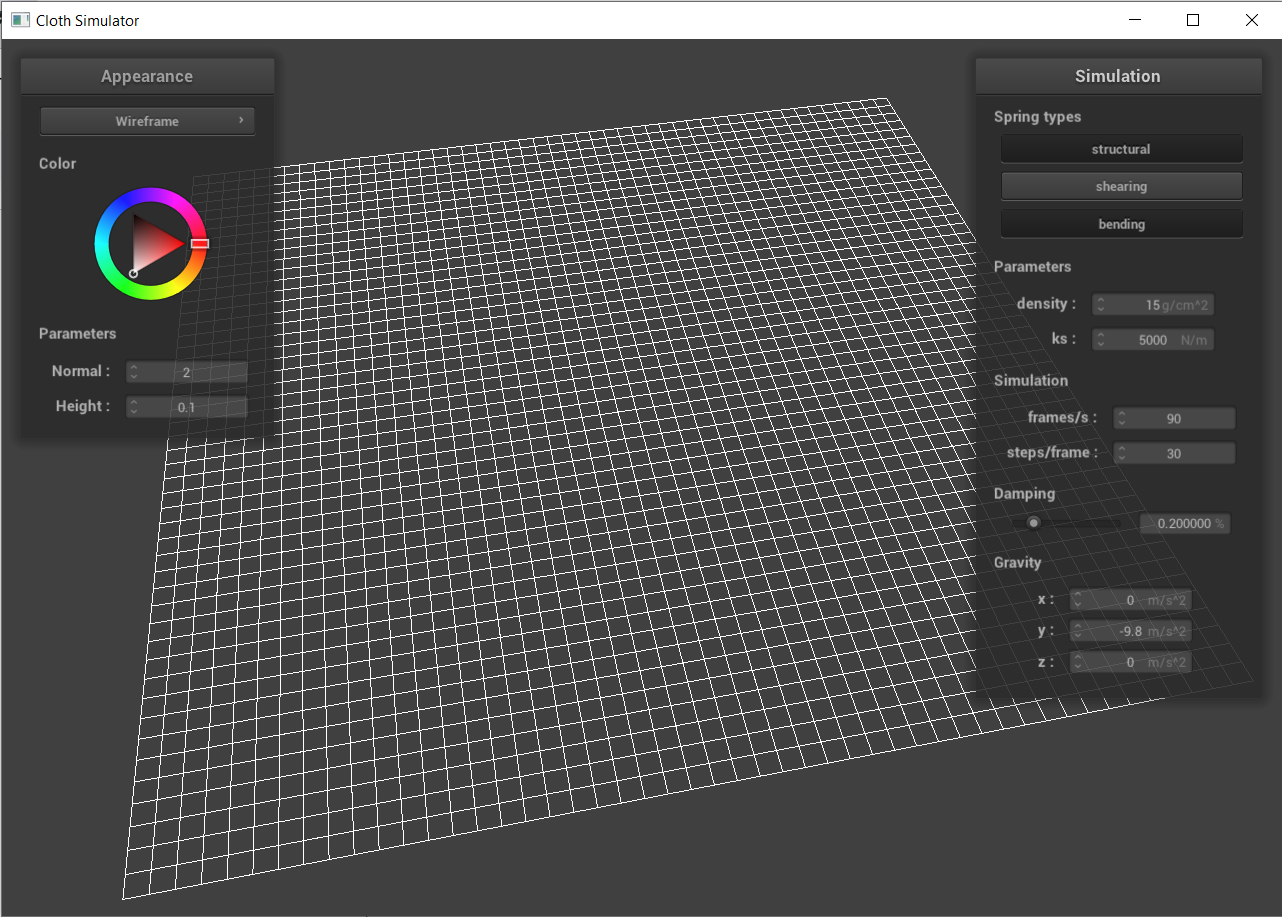 Cloth Simulator
Appearance
Wireframe
Color
Parameters
Normal : 2
Height : 0.1
Simulation
Spring types
structural
shearing
bending
Parameters
density : 15 g/cm^2
ks : 5000 N/m
Simulation
frames/s : 90
steps/frame : 30
Damping
0.200000 %
Gravity
x : 0 m/s^2
y : -9.8 m/s^2
z : 0 m/s^2